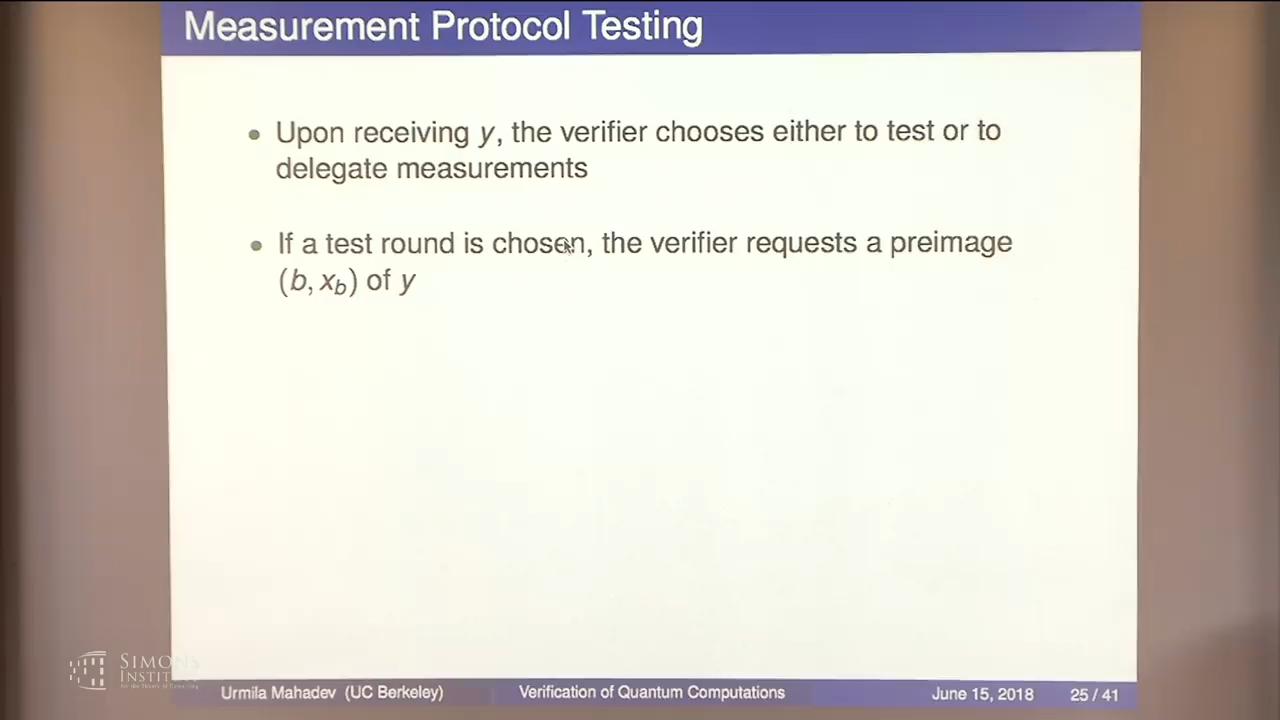 Measurement Protocol Testing
Upon receiving y, the verifier chooses either to test or to
delegate measurements
If a test round is chosen, the verifier requests a preimage
(b, x_b) of y
SIMONS
INSTITUTE
Urmila Mahadev (UC Berkeley) Verification of Quantum Computations June 15, 2018 25 / 41